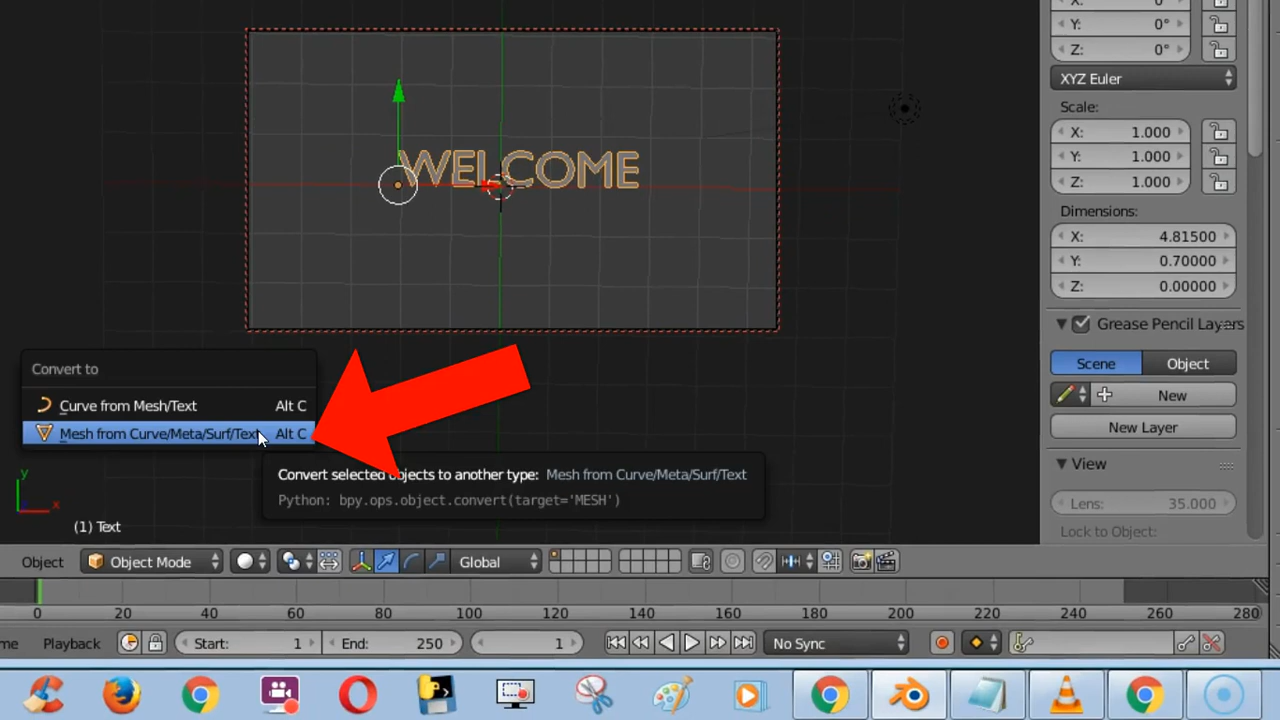 X: 0°
Y: 0°
Z: 0°
XYZ Euler
Scale:
X: 1.000
Y: 1.000
Z: 1.000
Dimensions:
X: 4.81500
Y: 0.70000
Z: 0.00000
Grease Pencil Layers
Scene Object
New
New Layer
View
Lens: 35.000
Lock to Object:
WELCOME
Convert to
Curve from Mesh/Text Alt C
Mesh from Curve/Meta/Surf/Text Alt C
Convert selected objects to another type: Mesh from Curve/Meta/Surf/Text
Python: bpy.ops.object.convert(target='MESH')
y
x
(1) Text
Object Object Mode Global
0 20 40 60 80 100 120 140 160 180 200 220 240 260 280
me Playback Start: 1 End: 250 1 No Sync